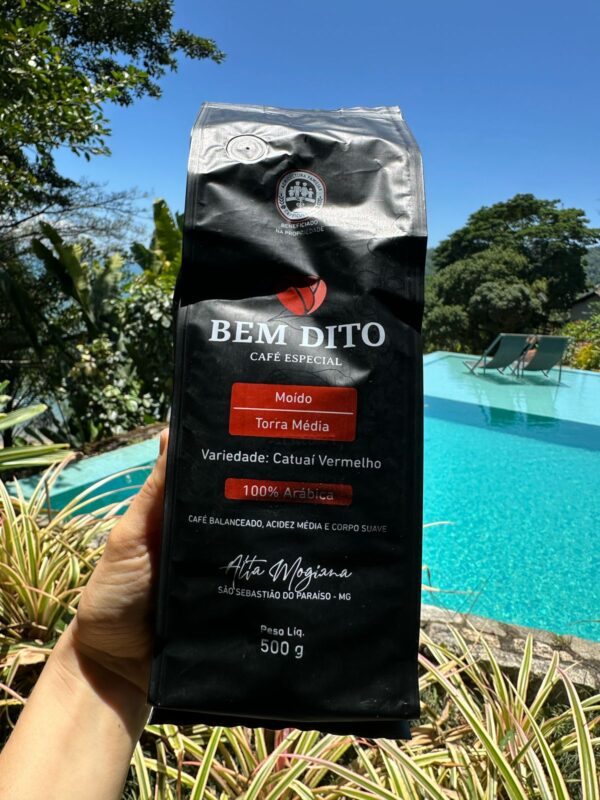 BENEFICIADO
NA PROPRIEDADE
BEM DITO
CAFÉ ESPECIAL
Moído
Torra Média
Variedade: Catuaí Vermelho
100% Arábica
CAFÉ BALANCEADO, ACIDEZ MÉDIA E CORPO SUAVE
Alta Mogiana
SÃO SEBASTIÃO DO PARAÍSO - MG
Peso Líq.
500 g